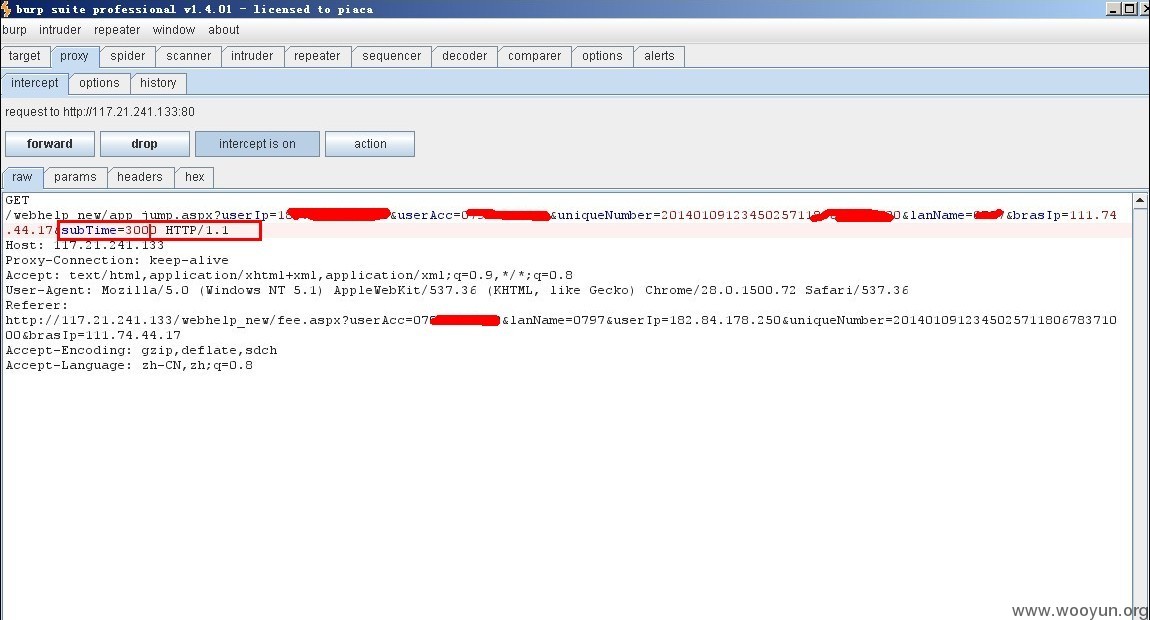 burp suite professional v1.4.01 - licensed to piaca
burp intruder repeater window about
target proxy spider scanner intruder repeater sequencer decoder comparer options alerts
intercept options history
request to http://117.21.241.133:80
forward drop intercept is on action
raw params headers hex
GET
/webhelp_new/app_jump.aspx?userIp=18 &userAcc=07 &uniqueNumber=2014010912345025711 00&lanName= 7&brasIp=111.74
.44.17&subTime=3000 HTTP/1.1
Host: 117.21.241.133
Proxy-Connection: keep-alive
Accept: text/html,application/xhtml+xml,application/xml;q=0.9,*/*;q=0.8
User-Agent: Mozilla/5.0 (Windows NT 5.1) AppleWebKit/537.36 (KHTML, like Gecko) Chrome/28.0.1500.72 Safari/537.36
Referer:
http://117.21.241.133/webhelp_new/fee.aspx?userAcc=07 &lanName=0797&userIp=182.84.178.250&uniqueNumber=201401091234502571180678371 0
00&brasIp=111.74.44.17
Accept-Encoding: gzip,deflate,sdch
Accept-Language: zh-CN,zh;q=0.8
www.wooyun.org